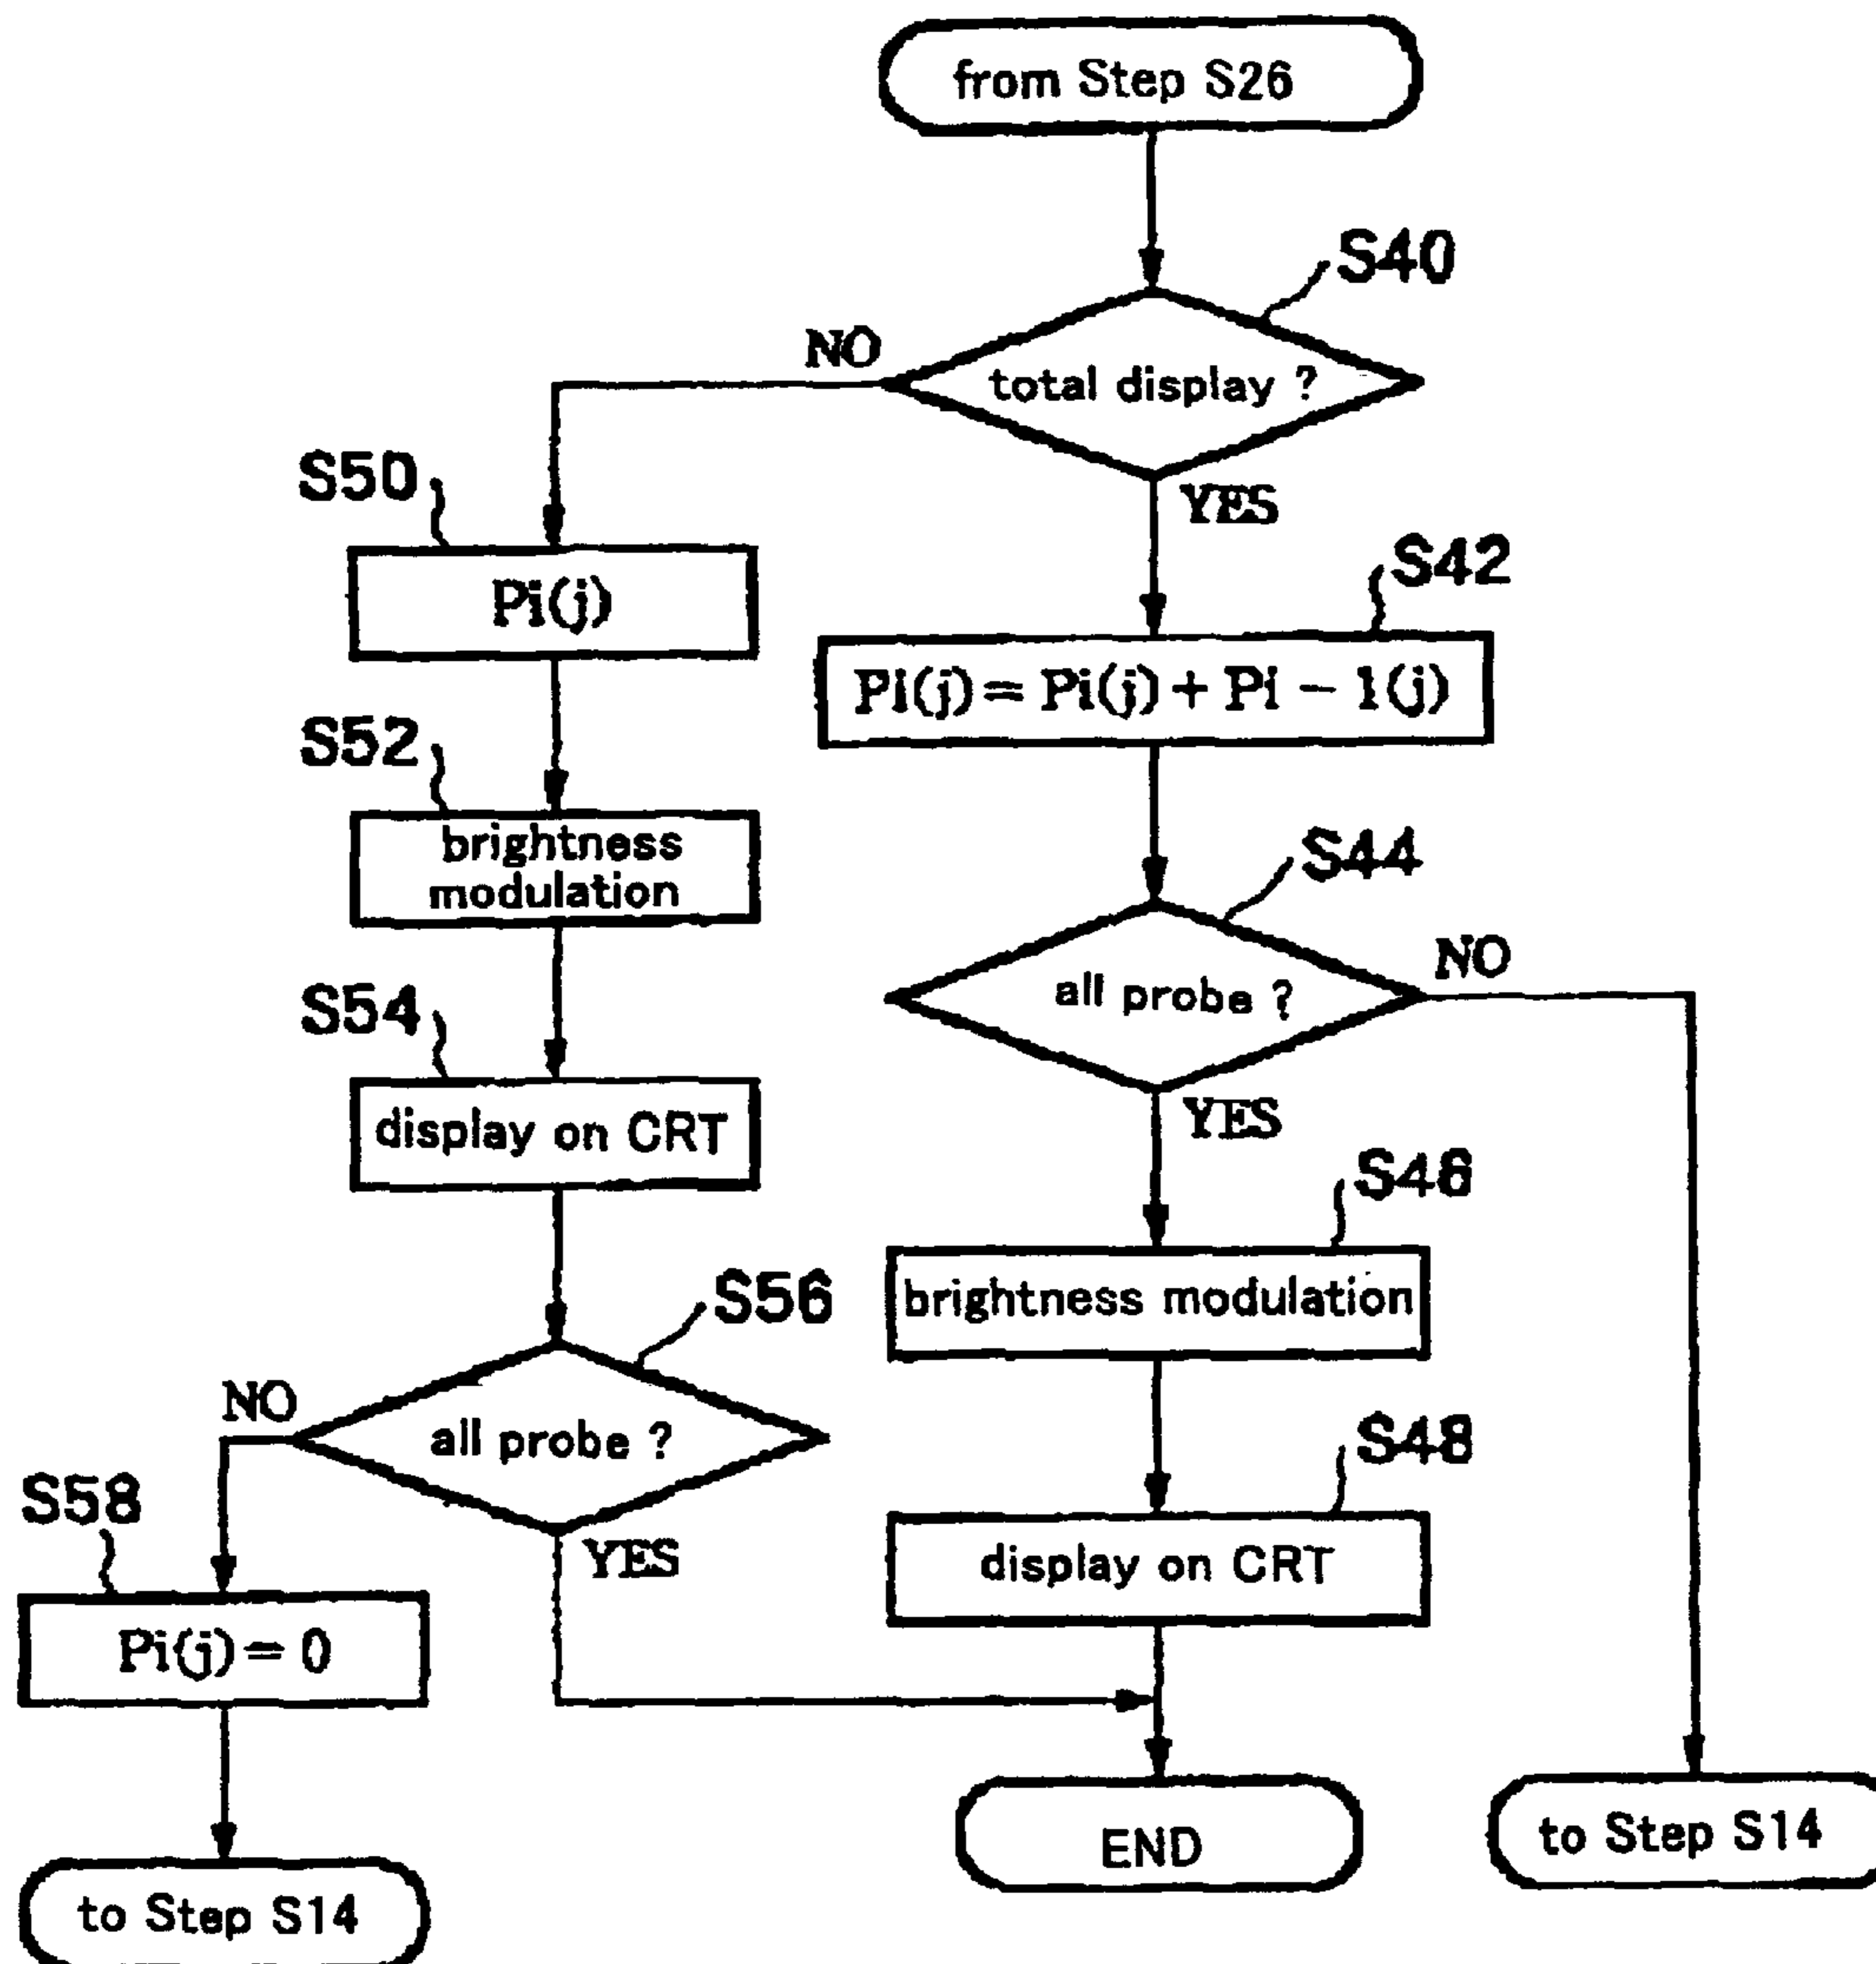 from Step S26
S40
NO
total display ?
YES
S50
Pi(j)
S42
Pi(j) = Pi(j) + Pi − 1(j)
S52
brightness
modulation
S44
all probe ?
NO
YES
S54
display on CRT
S46
brightness modulation
S56
all probe ?
NO
YES
S48
display on CRT
S58
Pi(j) = 0
to Step S14
END
to Step S14